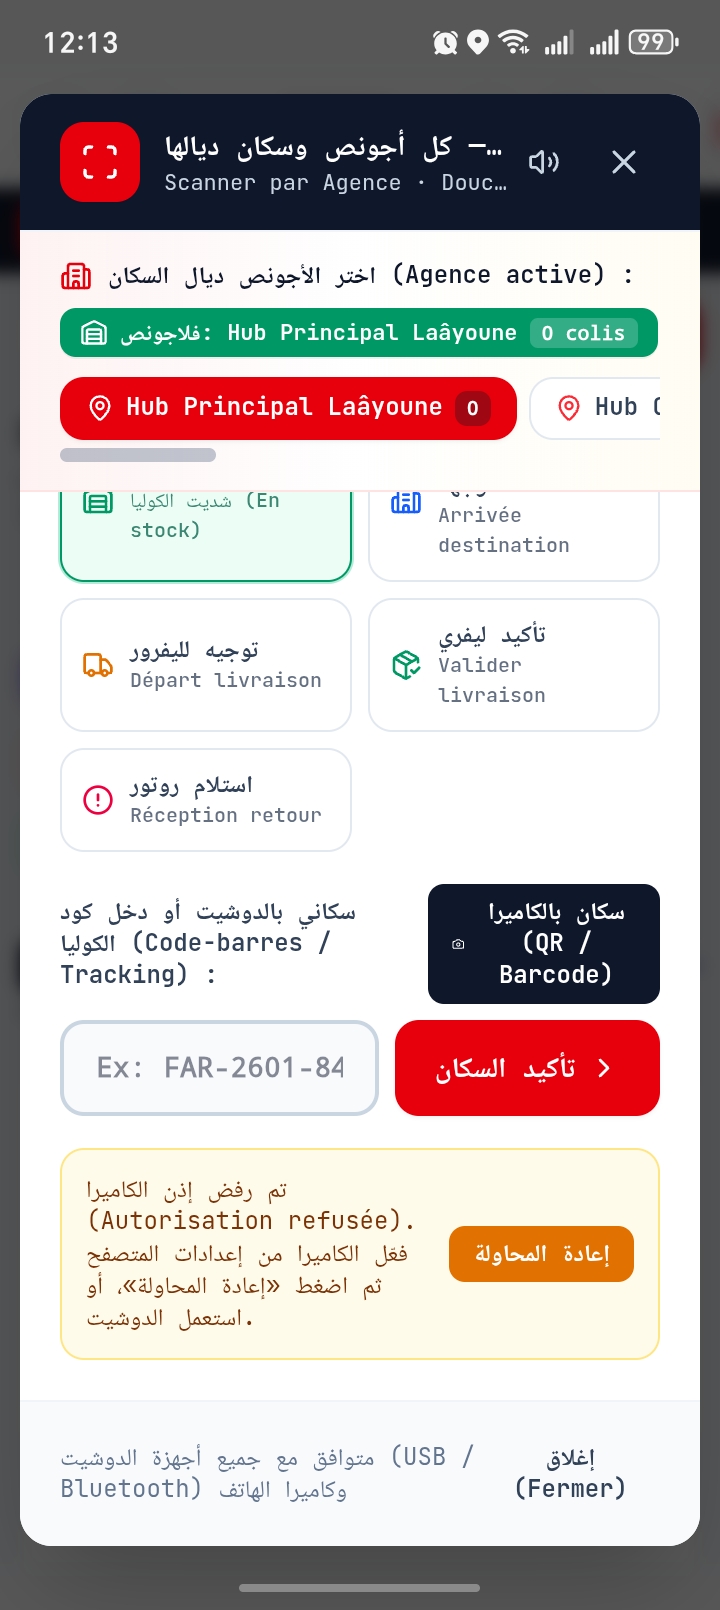 12:13
99
كل أجونص وسكان ديالها –...
Scanner par Agence · Douc...
اختر الأجونص ديال السكان (Agence active) :
فلاجونص: Hub Principal Laâyoune
0 colis
Hub Principal Laâyoune 0
Hub
شديت الكوليا (En
stock)
Arrivée
destination
توجيه لليفرور
Départ livraison
تأكيد ليفري
Valider
livraison
استلام روتور
Réception retour
سكاني بالدوشيت أو دخل كود
الكوليا (Code-barres /
Tracking) :
سكان بالكاميرا
(QR /
Barcode)
Ex: FAR-2601-84
تأكيد السكان
تم رفض إذن الكاميرا
(Autorisation refusée).
فعّل الكاميرا من إعدادات المتصفح
ثم اضغط «إعادة المحاولة»، أو
استعمل الدوشيت.
إعادة المحاولة
متوافق مع جميع أجهزة الدوشيت (USB /
Bluetooth) وكاميرا الهاتف
إغلاق
(Fermer)